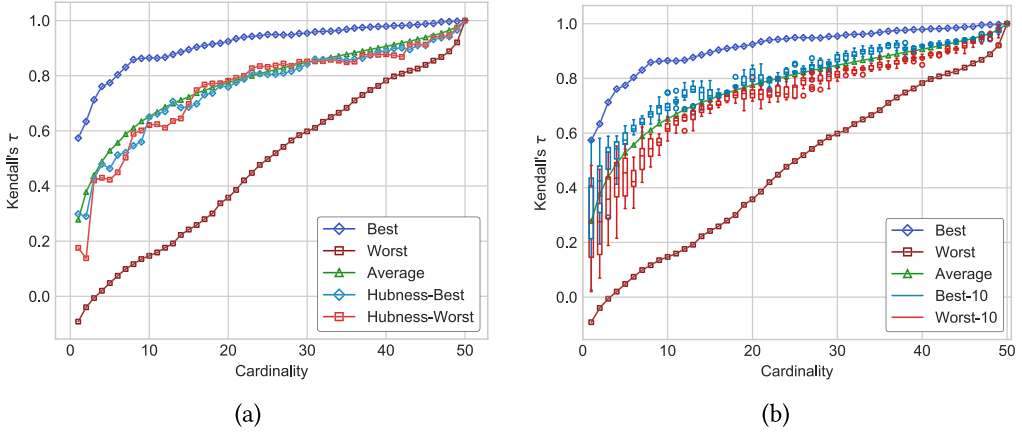 (a)
1.0
0.8
0.6
0.4
0.2
0.0
Kendall's τ
Best
Worst
Average
Hubness-Best
Hubness-Worst
0 10 20 30 40 50
Cardinality
(a)
(b)
1.0
0.8
0.6
0.4
0.2
0.0
Kendall's τ
Best
Worst
Average
Best-10
Worst-10
0 10 20 30 40 50
Cardinality
(b)